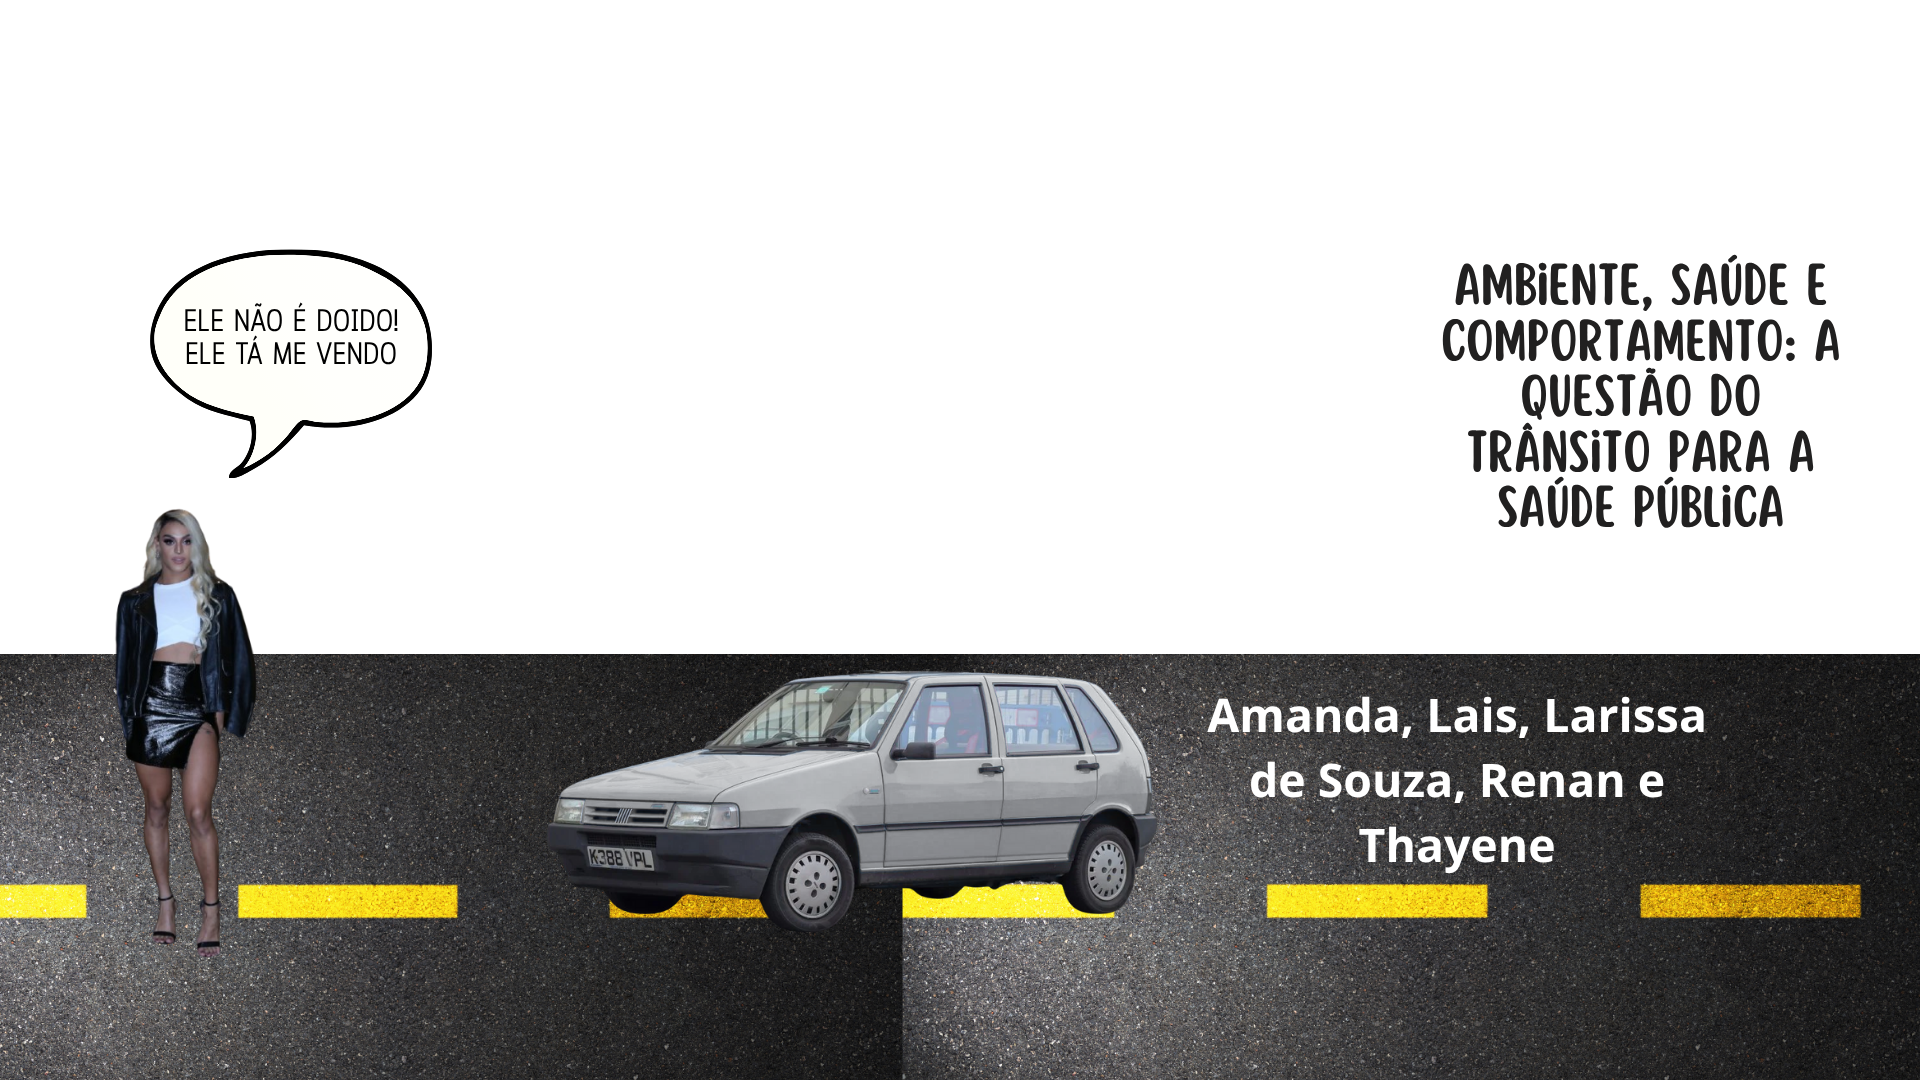 ELE NÃO É DOIDO!
ELE TÁ ME VENDO
AMBIENTE, SAÚDE E
COMPORTAMENTO: A
QUESTÃO DO
TRÂNSITO PARA A
SAÚDE PÚBLICA
Amanda, Lais, Larissa
de Souza, Renan e
Thayene
K388 VPL